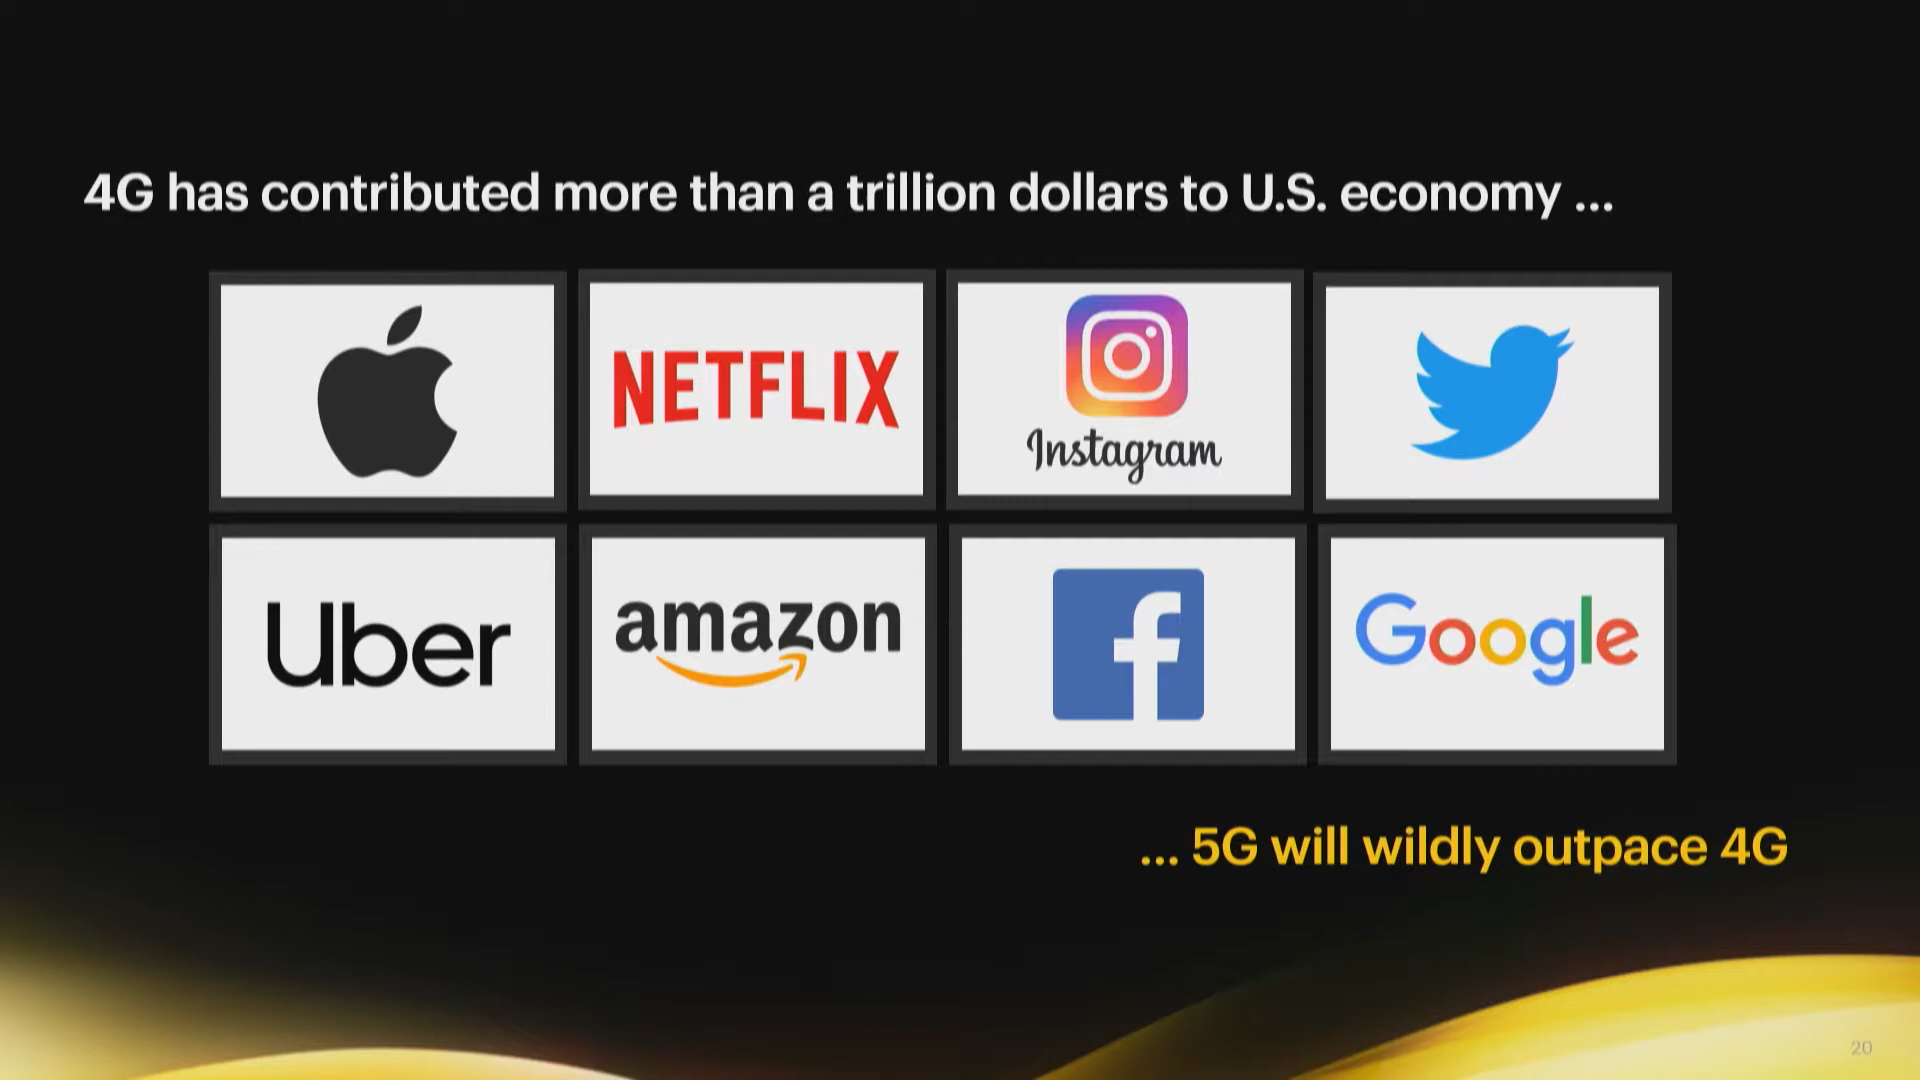 4G has contributed more than a trillion dollars to U.S. economy ...
NETFLIX
Instagram
Uber
amazon
f
Google
... 5G will wildly outpace 4G
20